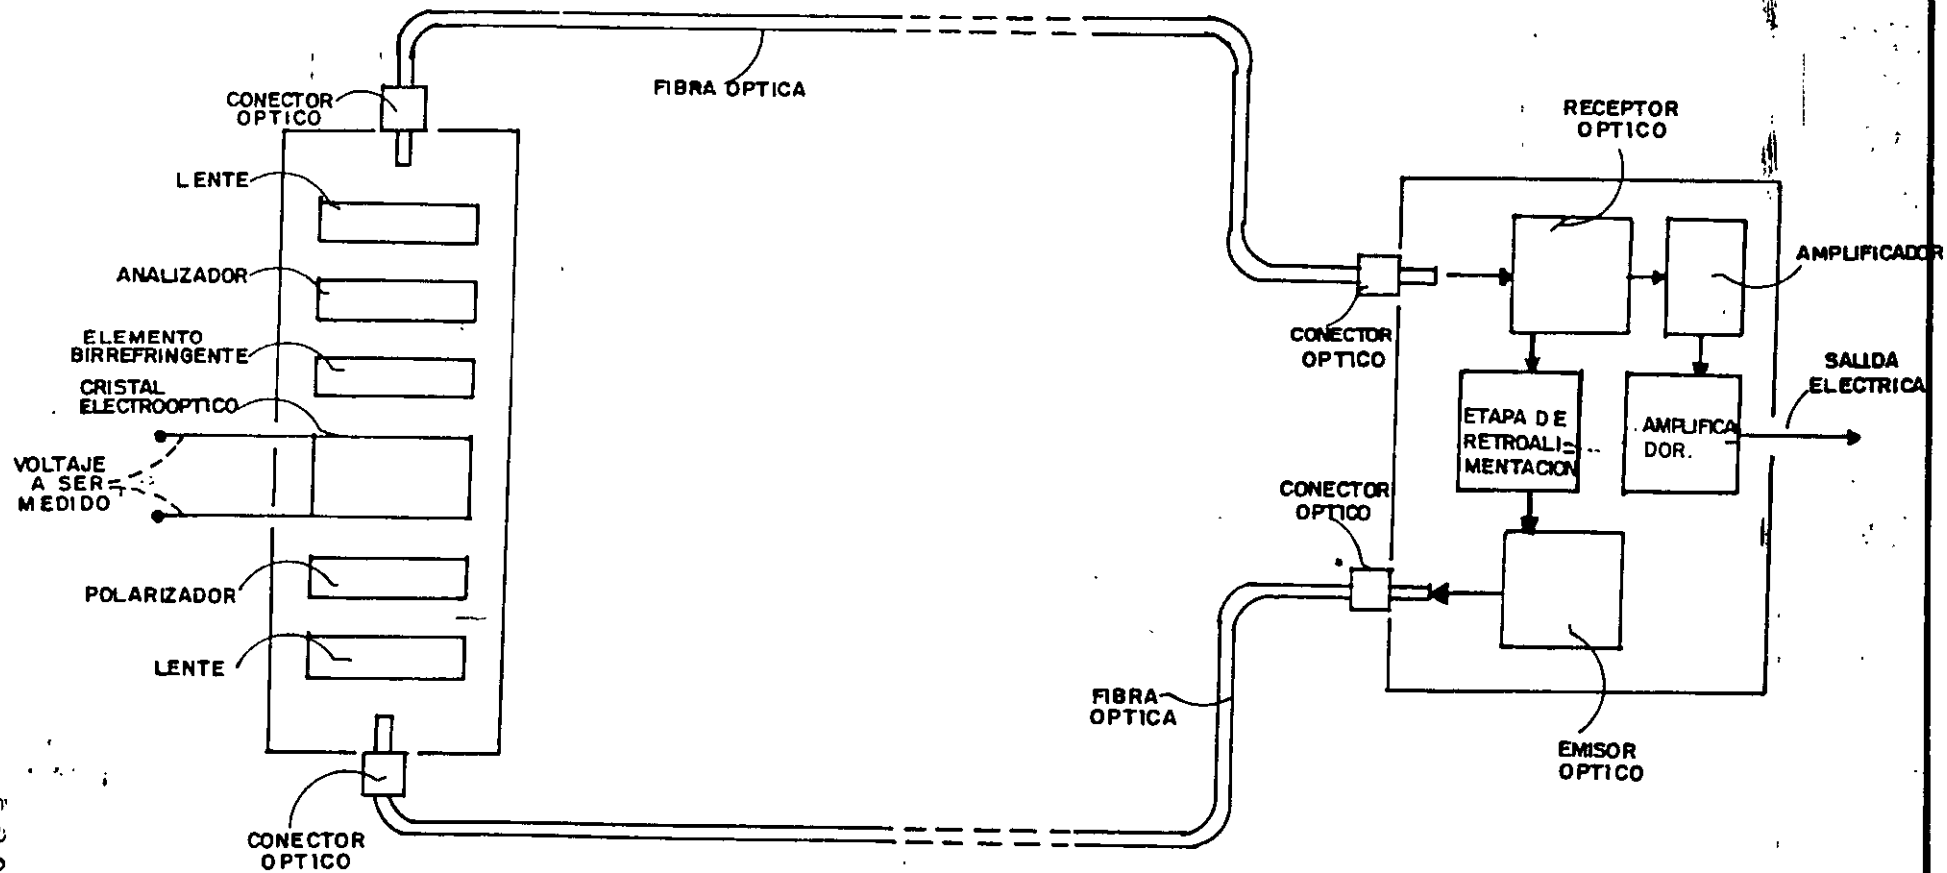 FIBRA OPTICA
CONECTOR
OPTICO
LENTE
ANALIZADOR
ELEMENTO
BIRREFRINGENTE
CRISTAL
ELECTROOPTICO
VOLTAJE
A SER
MEDIDO
POLARIZADOR
LENTE
CONECTOR
OPTICO
RECEPTOR
OPTICO
AMPLIFICADOR
CONECTOR
OPTICO
SALIDA
ELECTRICA
ETAPA DE
RETROALI-
MENTACION
AMPLIFICA
DOR.
CONECTOR
OPTICO
FIBRA
OPTICA
EMISOR
OPTICO